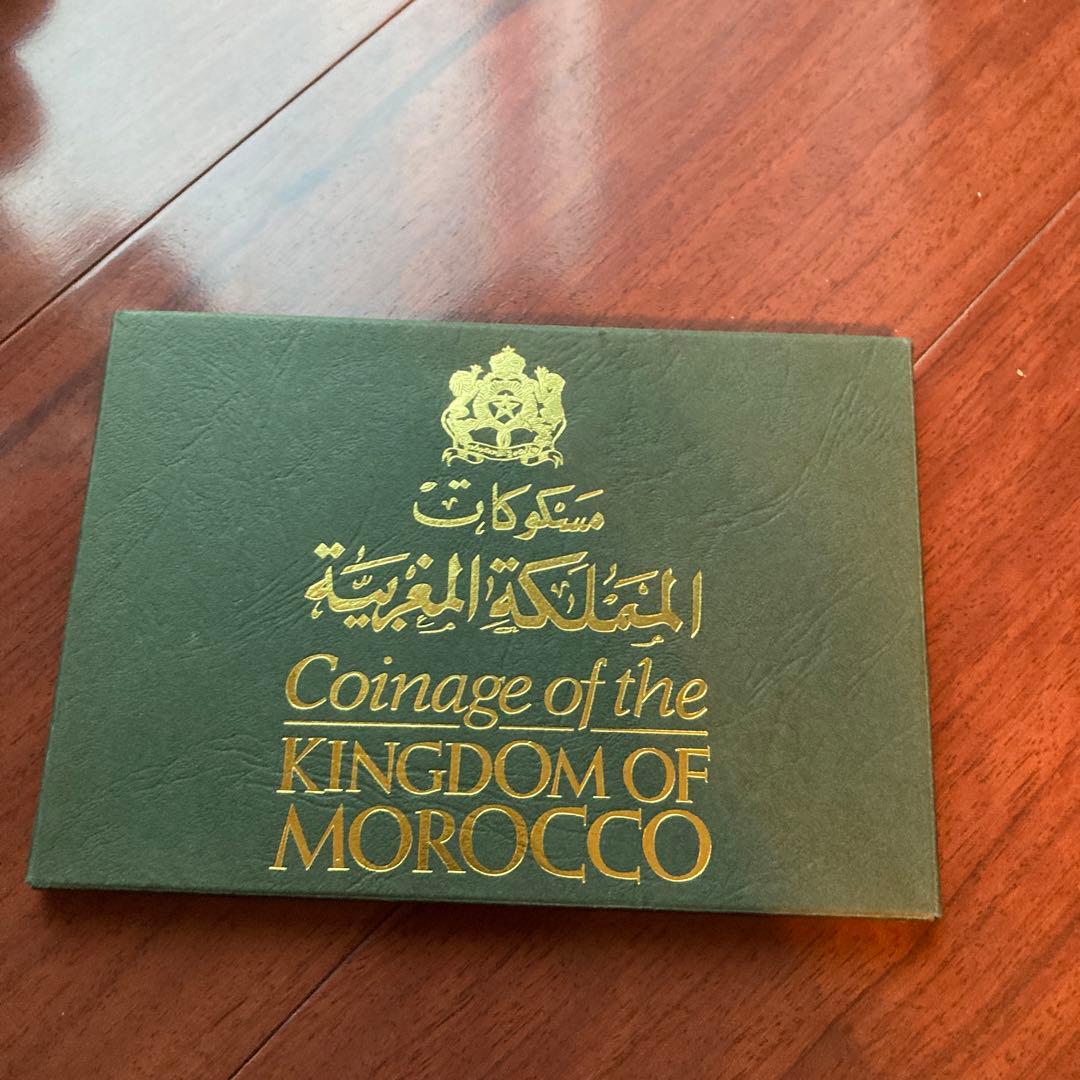 مسكوكات
المملكة المغربية
Coinage of the
KINGDOM OF
MOROCCO